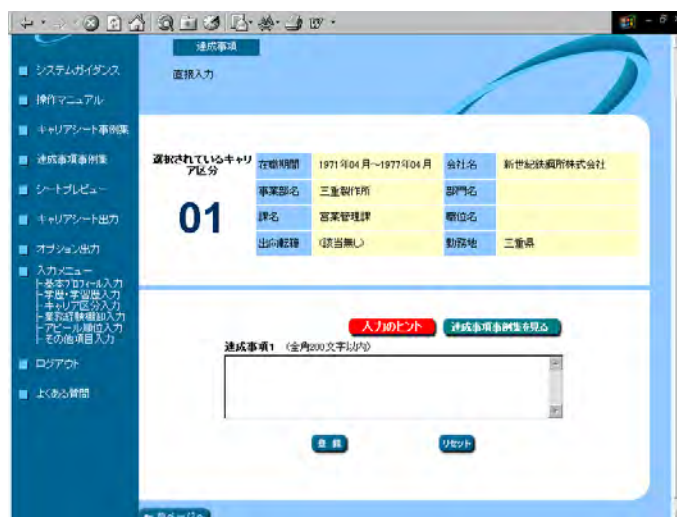 達成事項
直接入力
システムガイダンス
操作マニュアル
キャリアシート事例集
達成事項事例集
シートプレビュー
キャリアシート出力
オプション出力
入力メニュー
├基本プロフィール入力
├学歴・学習歴入力
├キャリア区分入力
├業務経験棚卸入力
├アピール順位入力
├その他項目入力
ログアウト
よくある質問
選択されているキャリア区分
01
在職期間 1971年04月~1977年04月 会社名 新世紀鉄鋼所株式会社
事業部名 三重製作所 部門名
課名 営業管理課 職位名
出向転籍 (該当無し) 勤務地 三重県
入力のヒント 達成事項事例集を見る
達成事項1 (全角200文字以内)
登録 リセット